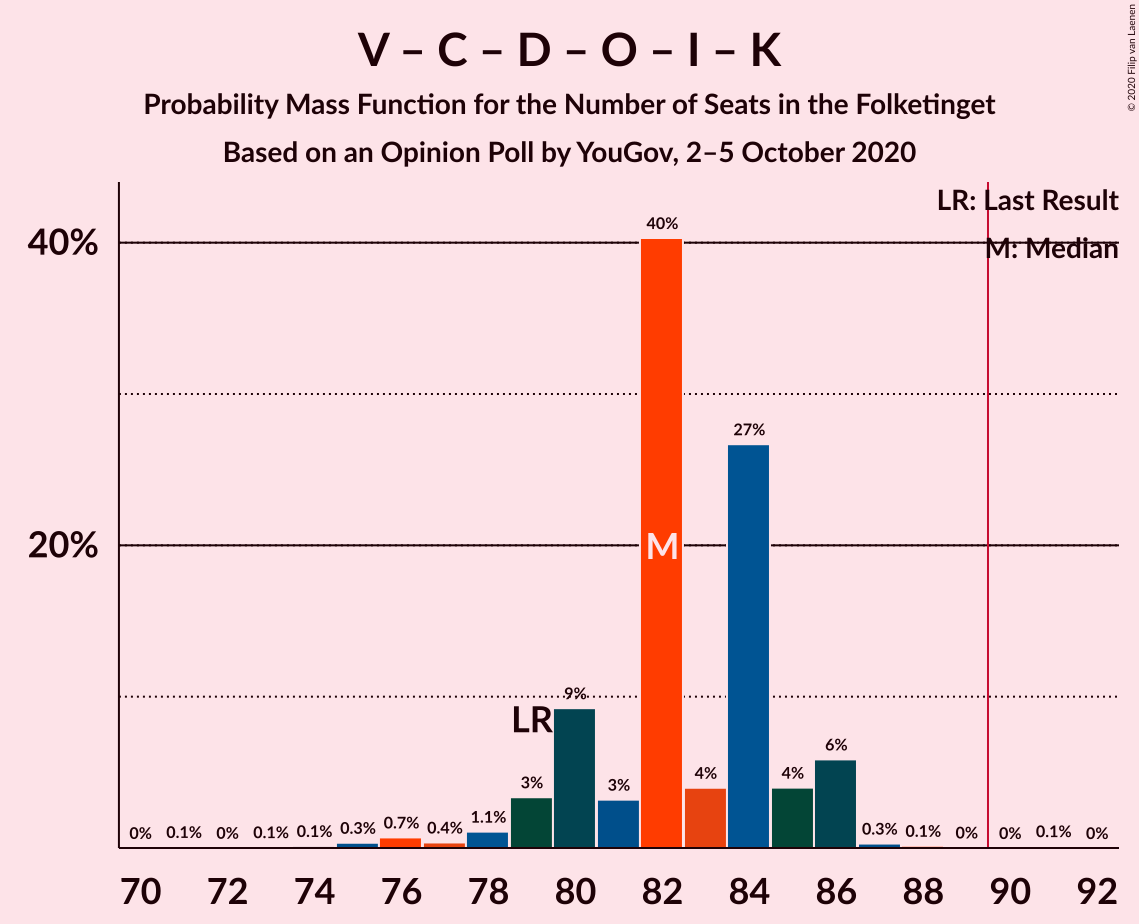 V – C – D – O – I – K
Probability Mass Function for the Number of Seats in the Folketinget
Based on an Opinion Poll by YouGov, 2–5 October 2020
© 2020 Filip van Laenen
LR: Last Result
M: Median
40%
20%
0% 0.1% 0% 0.1% 0.1% 0.3% 0.7% 0.4% 1.1% 3% 9% 3% 40% 4% 27% 4% 6% 0.3% 0.1% 0% 0% 0.1% 0%
LR
M
70 72 74 76 78 80 82 84 86 88 90 92